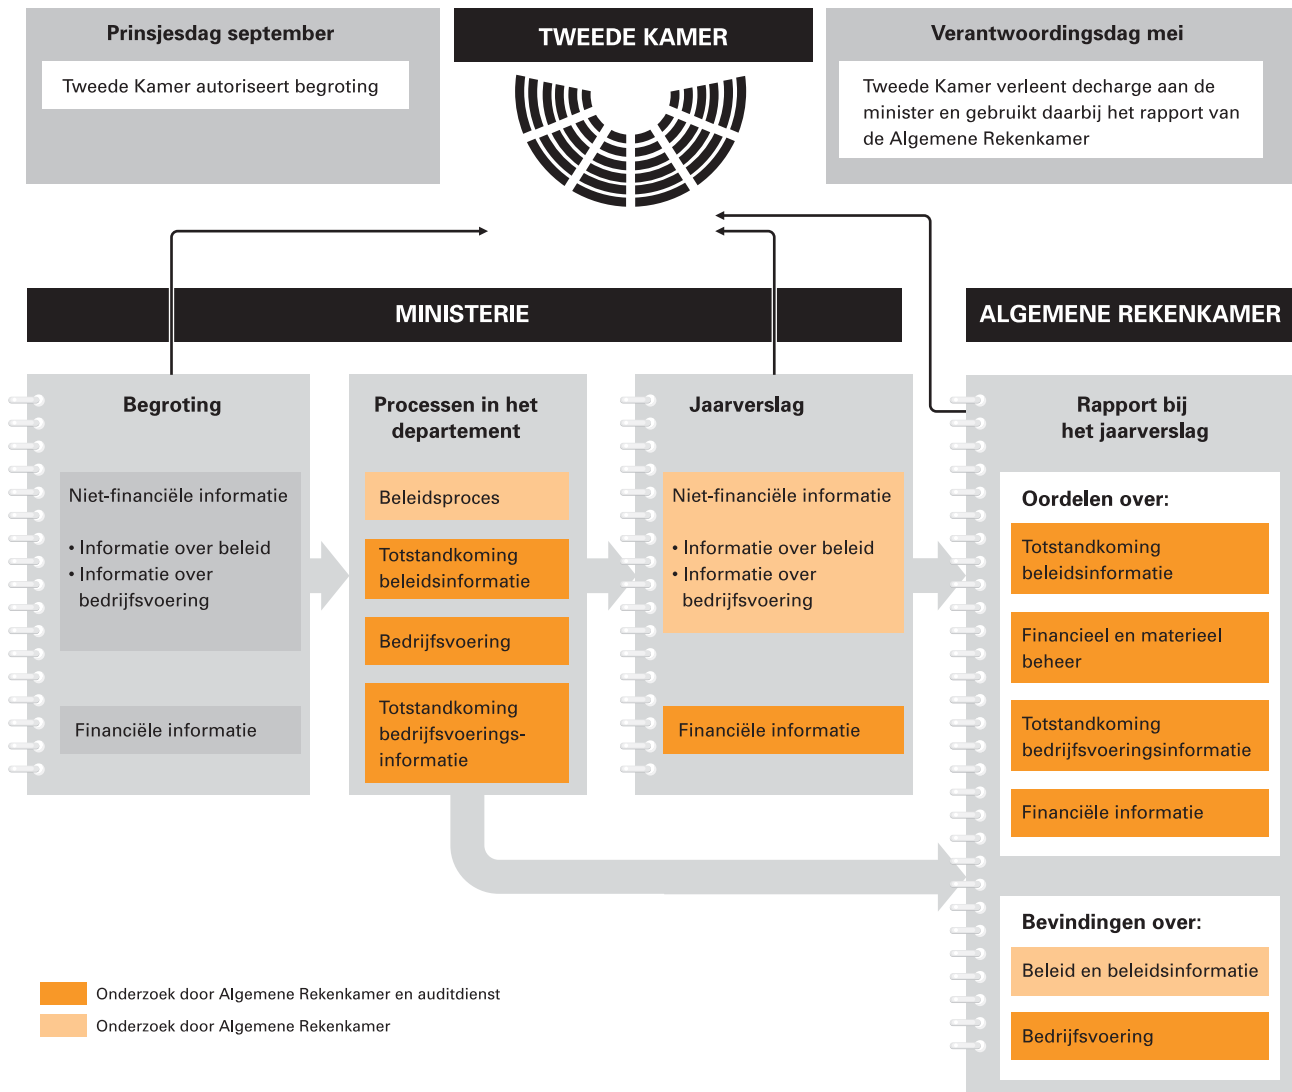 Prinsjesdag september
Tweede Kamer autoriseert begroting
TWEEDE KAMER
Verantwoordingsdag mei
Tweede Kamer verleent decharge aan de
minister en gebruikt daarbij het rapport van
de Algemene Rekenkamer
MINISTERIE
ALGEMENE REKENKAMER
Begroting
Niet-financiële informatie
• Informatie over beleid
• Informatie over
bedrijfsvoering
Financiële informatie
Processen in het
departement
Beleidsproces
Totstandkoming
beleidsinformatie
Bedrijfsvoering
Totstandkoming
bedrijfsvoerings-
informatie
Jaarverslag
Niet-financiële informatie
• Informatie over beleid
• Informatie over
bedrijfsvoering
Financiële informatie
Rapport bij
het jaarverslag
Oordelen over:
Totstandkoming
beleidsinformatie
Financieel en materieel
beheer
Totstandkoming
bedrijfsvoeringsinformatie
Financiële informatie
Bevindingen over:
Beleid en beleidsinformatie
Bedrijfsvoering
Onderzoek door Algemene Rekenkamer en auditdienst
Onderzoek door Algemene Rekenkamer